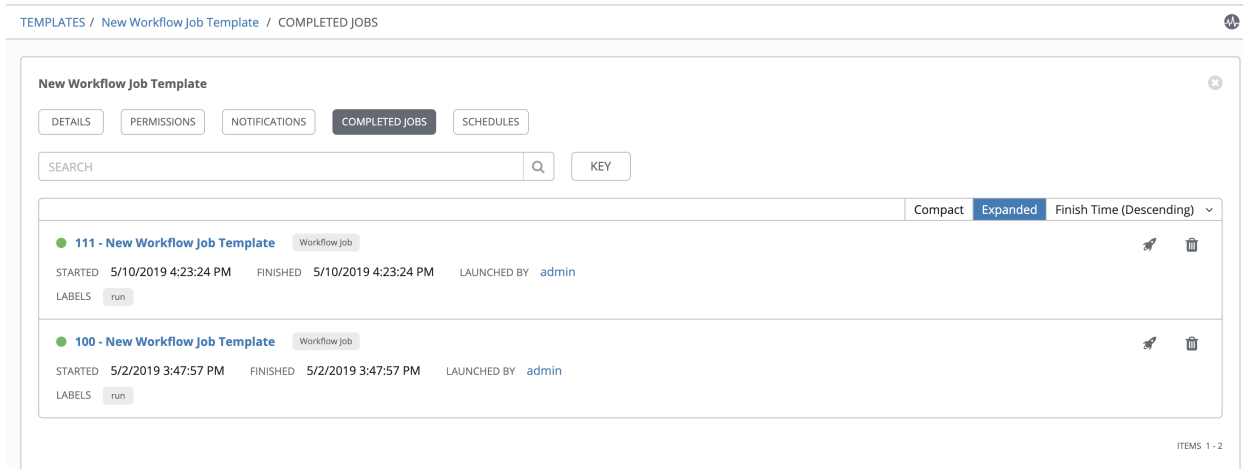 TEMPLATES / New Workflow Job Template / COMPLETED JOBS
New Workflow Job Template
DETAILS PERMISSIONS NOTIFICATIONS COMPLETED JOBS SCHEDULES
SEARCH KEY
Compact Expanded Finish Time (Descending)
111 - New Workflow Job Template Workflow Job
STARTED 5/10/2019 4:23:24 PM FINISHED 5/10/2019 4:23:24 PM LAUNCHED BY admin
LABELS run
100 - New Workflow Job Template Workflow Job
STARTED 5/2/2019 3:47:57 PM FINISHED 5/2/2019 3:47:57 PM LAUNCHED BY admin
LABELS run
ITEMS 1 - 2